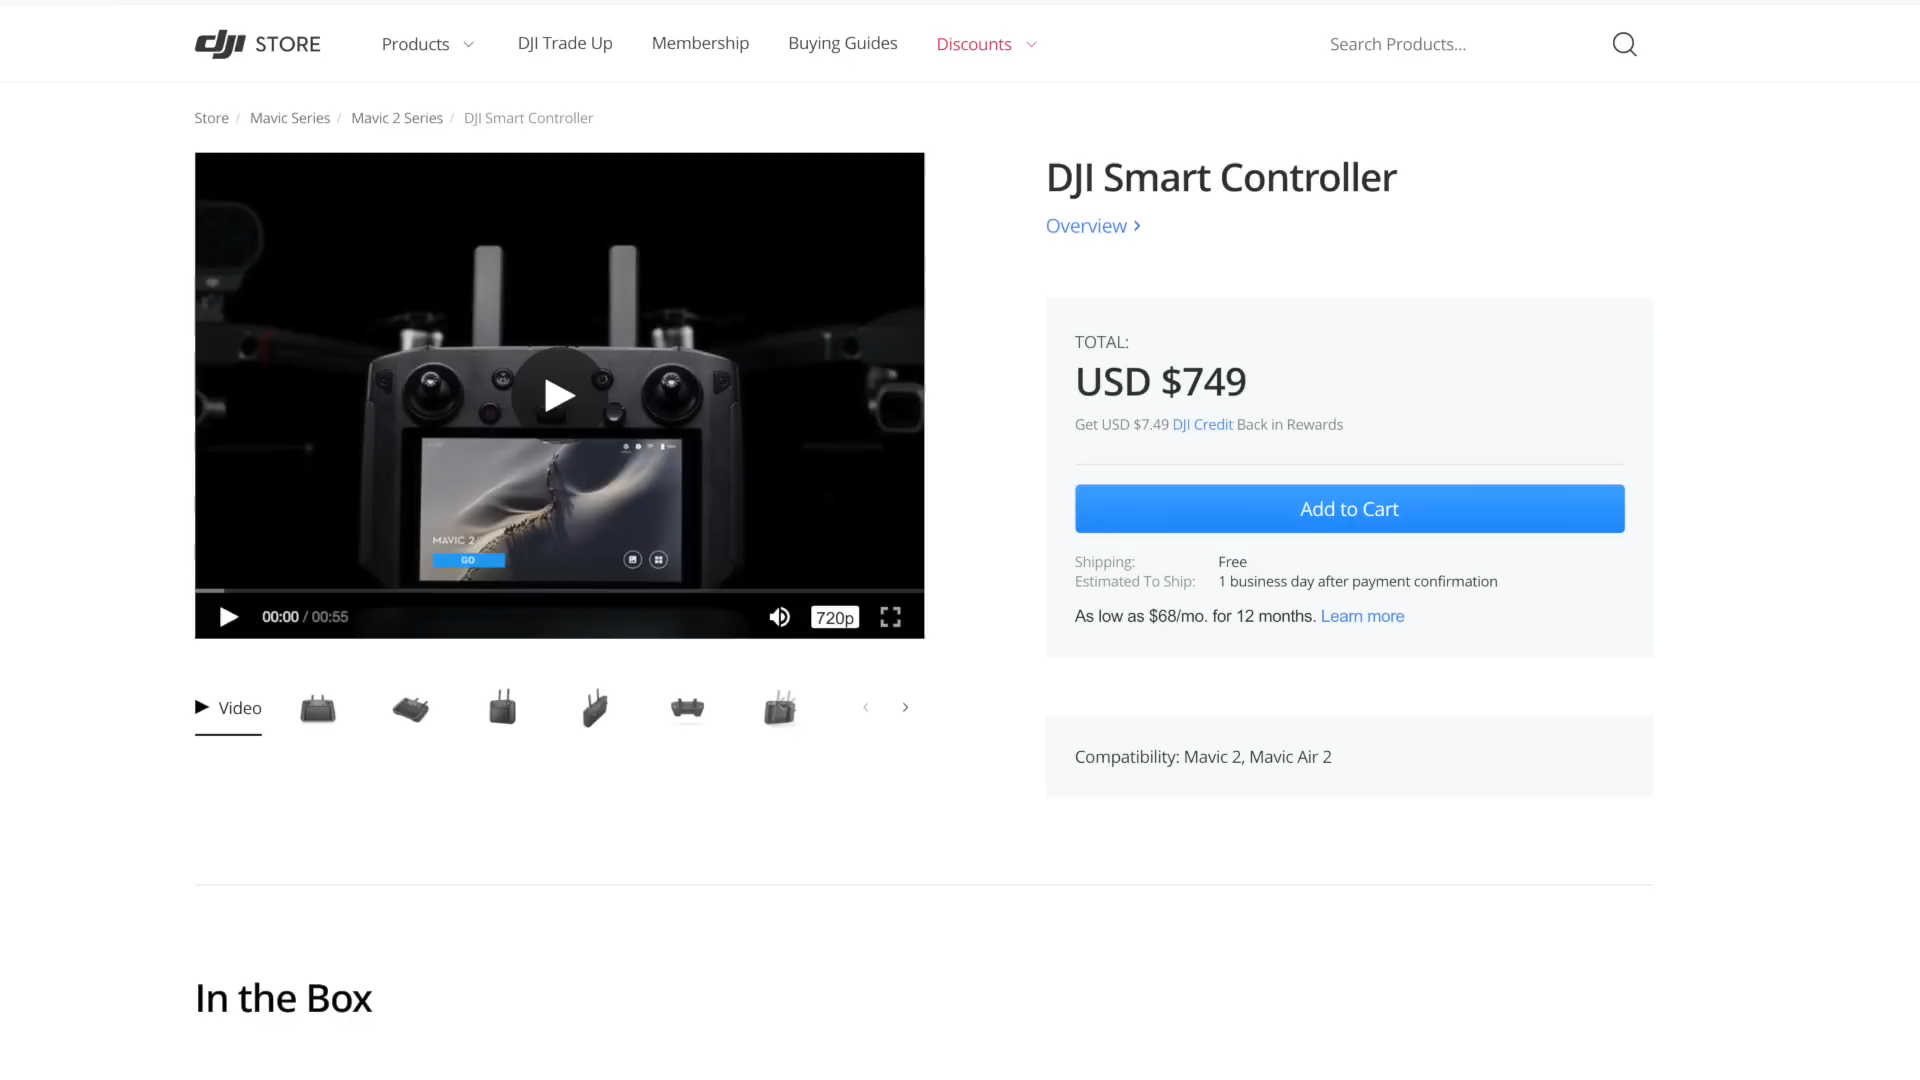 dji STORE
Products
DJI Trade Up
Membership
Buying Guides
Discounts
Search Products...
Store / Mavic Series / Mavic 2 Series / DJI Smart Controller
MAVIC 2
GO
00:00 / 00:55
720p
Video
DJI Smart Controller
Overview >
TOTAL:
USD $749
Get USD $7.49 DJI Credit Back in Rewards
Add to Cart
Shipping: Free
Estimated To Ship: 1 business day after payment confirmation
As low as $68/mo. for 12 months. Learn more
Compatibility: Mavic 2, Mavic Air 2
In the Box